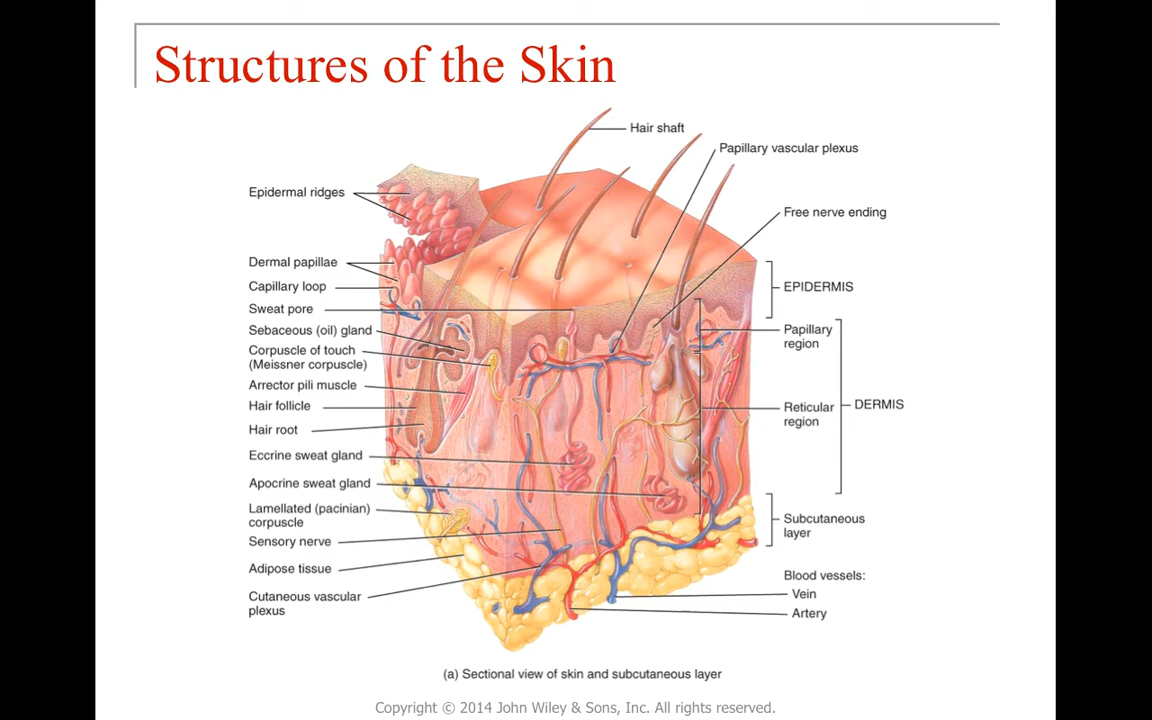 Structures of the Skin
Hair shaft
Papillary vascular plexus
Epidermal ridges
Free nerve ending
Dermal papillae
Capillary loop
EPIDERMIS
Sweat pore
Sebaceous (oil) gland
Papillary
region
Corpuscle of touch
(Meissner corpuscle)
Arrector pili muscle
Hair follicle
Reticular
region
DERMIS
Hair root
Eccrine sweat gland
Apocrine sweat gland
Lamellated (pacinian)
corpuscle
Subcutaneous
layer
Sensory nerve
Adipose tissue
Blood vessels:
Cutaneous vascular
plexus
Vein
Artery
(a) Sectional view of skin and subcutaneous layer
Copyright © 2014 John Wiley & Sons, Inc. All rights reserved.